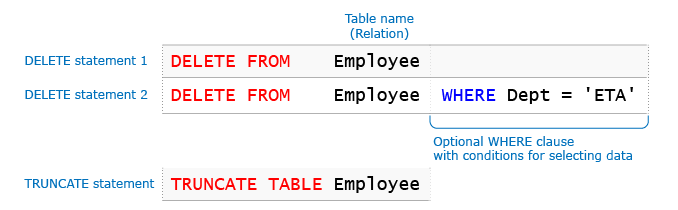 Table name
(Relation)
DELETE statement 1 DELETE FROM Employee
DELETE statement 2 DELETE FROM Employee WHERE Dept = 'ETA'
Optional WHERE clause
with conditions for selecting data
TRUNCATE statement TRUNCATE TABLE Employee